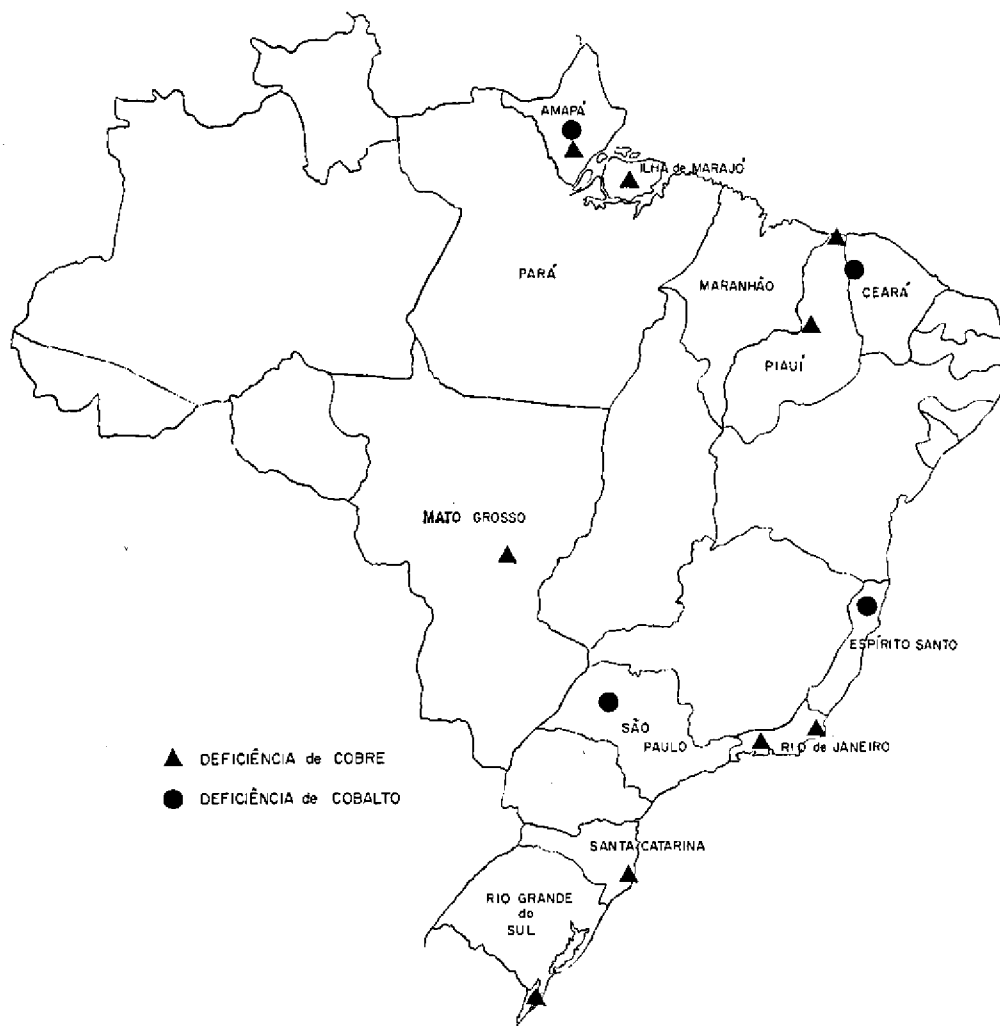 AMAPÁ
ILHA de MARAJÓ
PARÁ
MARANHÃO
CEARÁ
PIAUÍ
MATO GROSSO
ESPÍRITO SANTO
SÃO
PAULO
RIO de JANEIRO
DEFICIÊNCIA de COBRE
DEFICIÊNCIA de COBALTO
SANTA CATARINA
RIO GRANDE
do
SUL